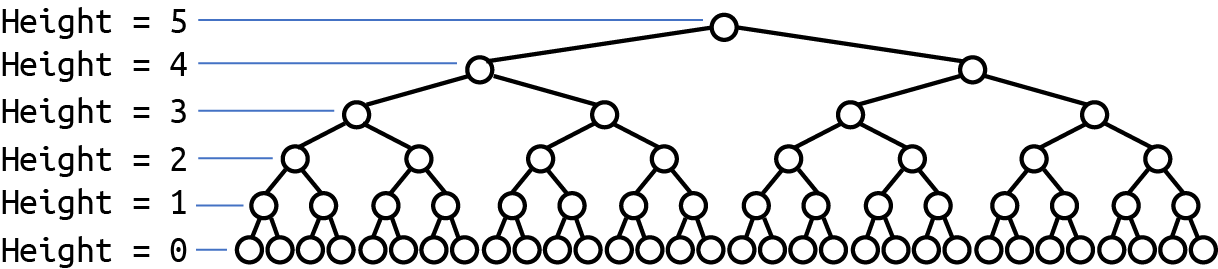 Height = 5
Height = 4
Height = 3
Height = 2
Height = 1
Height = 0